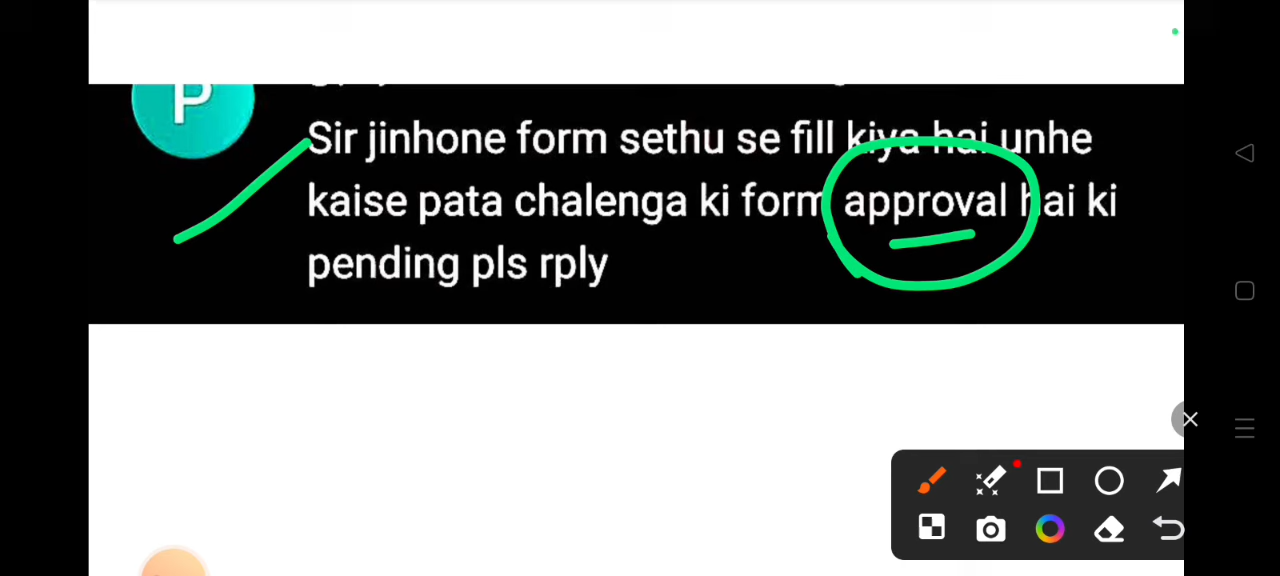 P
Sir jinhone form sethu se fill kiya hai unhe
kaise pata chalenga ki form approval hai ki
pending pls rply